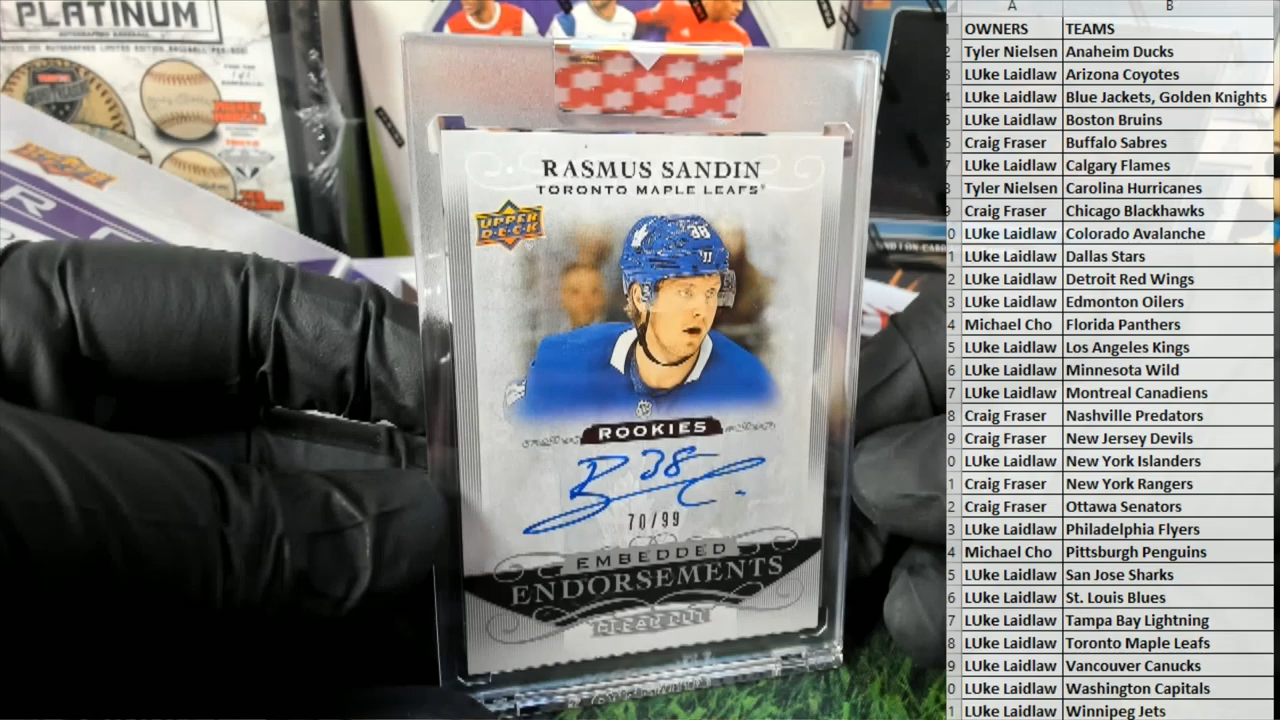 PLATINUM
RASMUS SANDIN
TORONTO MAPLE LEAFS
UPPER DECK
38
ROOKIES
38
70/99
EMBEDDED
ENDORSEMENTS
CLEAR CUT
A B
OWNERS TEAMS
Tyler Nielsen Anaheim Ducks
LUke Laidlaw Arizona Coyotes
LUke Laidlaw Blue Jackets, Golden Knights
LUke Laidlaw Boston Bruins
Craig Fraser Buffalo Sabres
LUke Laidlaw Calgary Flames
Tyler Nielsen Carolina Hurricanes
Craig Fraser Chicago Blackhawks
LUke Laidlaw Colorado Avalanche
LUke Laidlaw Dallas Stars
LUke Laidlaw Detroit Red Wings
LUke Laidlaw Edmonton Oilers
Michael Cho Florida Panthers
LUke Laidlaw Los Angeles Kings
LUke Laidlaw Minnesota Wild
LUke Laidlaw Montreal Canadiens
Craig Fraser Nashville Predators
Craig Fraser New Jersey Devils
LUke Laidlaw New York Islanders
Craig Fraser New York Rangers
Craig Fraser Ottawa Senators
LUke Laidlaw Philadelphia Flyers
Michael Cho Pittsburgh Penguins
LUke Laidlaw San Jose Sharks
LUke Laidlaw St. Louis Blues
LUke Laidlaw Tampa Bay Lightning
LUke Laidlaw Toronto Maple Leafs
LUke Laidlaw Vancouver Canucks
LUke Laidlaw Washington Capitals
LUke Laidlaw Winnipeg Jets